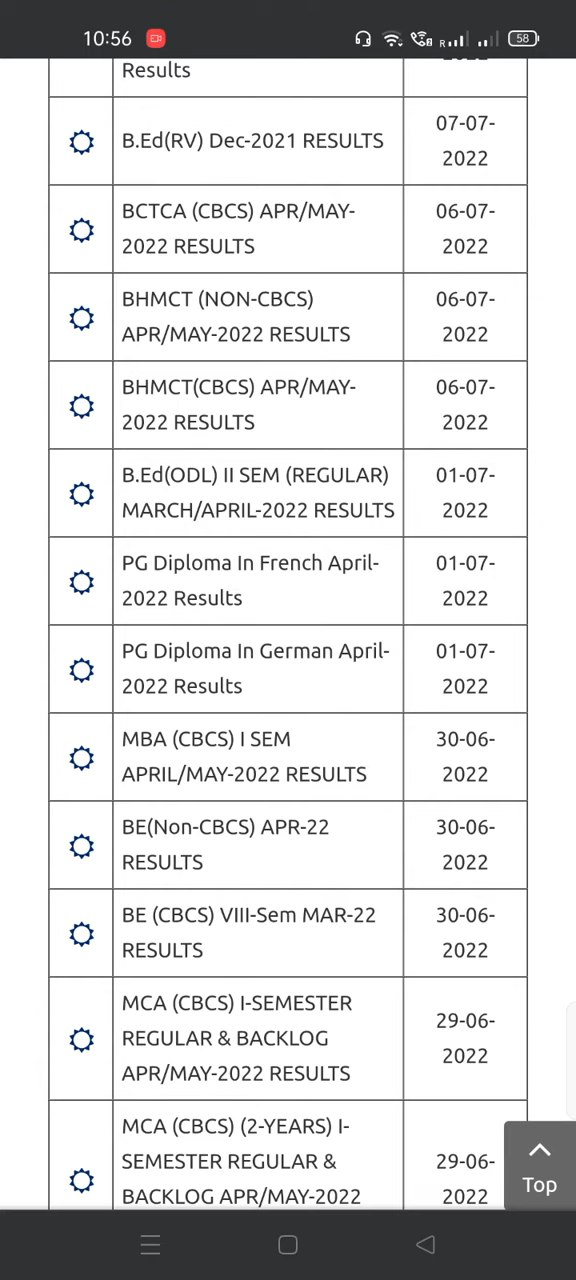 10:56
R
58
Results
B.Ed(RV) Dec-2021 RESULTS
07-07-
2022
BCTCA (CBCS) APR/MAY-
2022 RESULTS
06-07-
2022
BHMCT (NON-CBCS)
APR/MAY-2022 RESULTS
06-07-
2022
BHMCT(CBCS) APR/MAY-
2022 RESULTS
06-07-
2022
B.Ed(ODL) II SEM (REGULAR)
MARCH/APRIL-2022 RESULTS
01-07-
2022
PG Diploma In French April-
2022 Results
01-07-
2022
PG Diploma In German April-
2022 Results
01-07-
2022
MBA (CBCS) I SEM
APRIL/MAY-2022 RESULTS
30-06-
2022
BE(Non-CBCS) APR-22
RESULTS
30-06-
2022
BE (CBCS) VIII-Sem MAR-22
RESULTS
30-06-
2022
MCA (CBCS) I-SEMESTER
REGULAR & BACKLOG
APR/MAY-2022 RESULTS
29-06-
2022
MCA (CBCS) (2-YEARS) I-
SEMESTER REGULAR &
BACKLOG APR/MAY-2022
29-06-
2022
Top